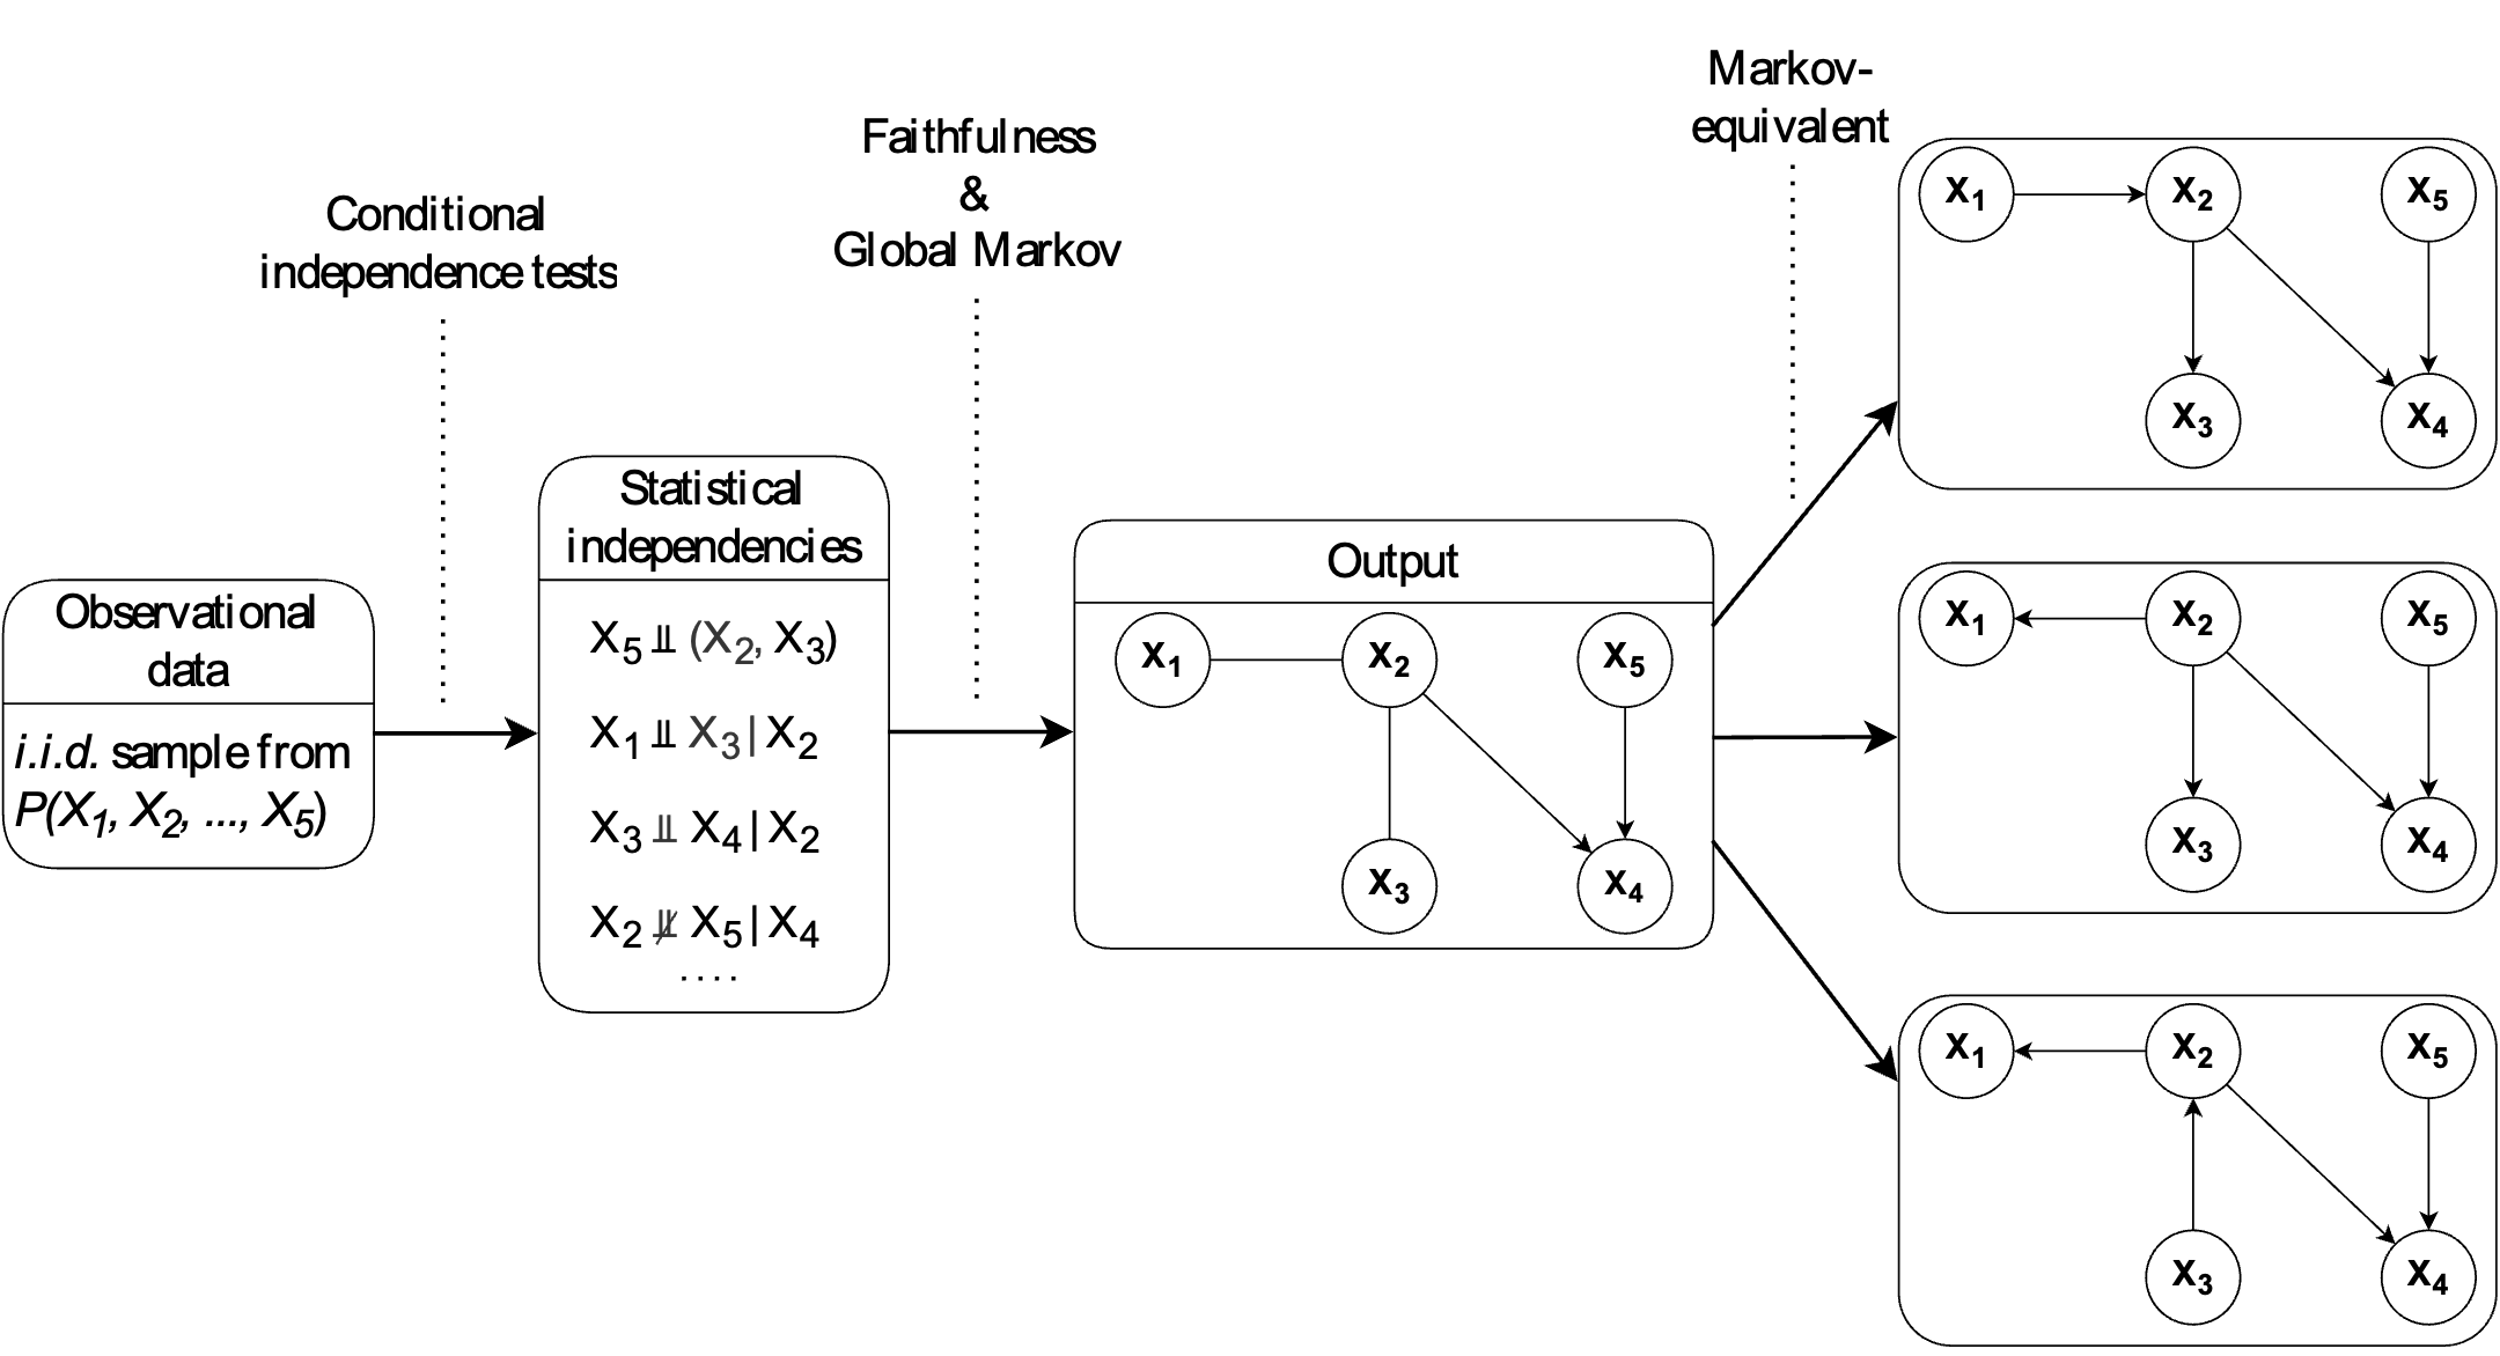 Observational
data
i.i.d. sample from
P(X1, X2, ..., X5)
Conditional
independence tests
Statistical
independencies
X5 ⫫ (X2, X3)
X1 ⫫ X3 | X2
X3 ⫫ X4 | X2
X2 ⫫̸ X5 | X4
....
Faithfulness
&
Global Markov
Output
X1 X2 X5
X3 X4
Markov-
equivalent
X1 X2 X5
X3 X4
X1 X2 X5
X3 X4
X1 X2 X5
X3 X4